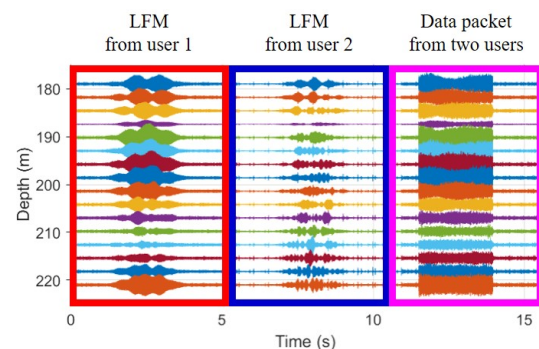 LFM
from user 1
LFM
from user 2
Data packet
from two users
Depth (m)
180
190
200
210
220
0
5
10
15
Time (s)